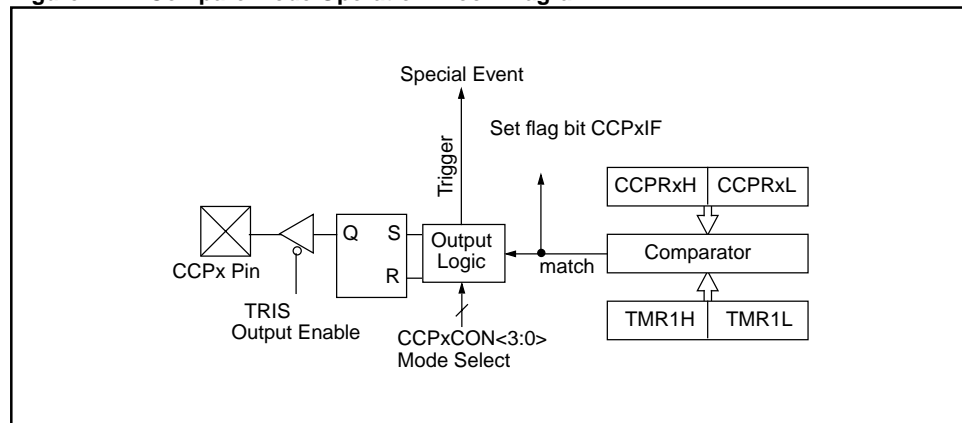 Special Event
Set flag bit CCPxIF
Trigger
CCPRxH CCPRxL
Q S
R
Output
Logic
match
Comparator
CCPx Pin
TRIS
Output Enable
TMR1H TMR1L
CCPxCON<3:0>
Mode Select